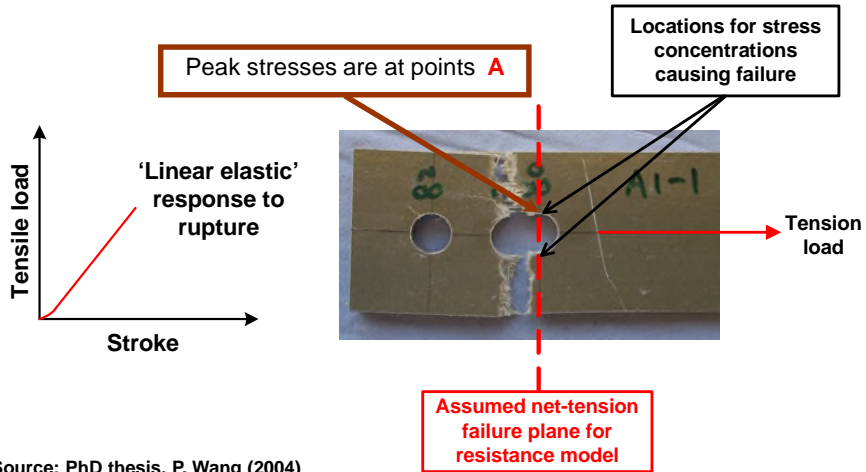 Locations for stress
concentrations
causing failure
Peak stresses are at points A
Tensile load
'Linear elastic'
response to
rupture
Stroke
A1-1
Tension
load
Assumed net-tension
failure plane for
resistance model
Source: PhD thesis, P. Wang (2004)